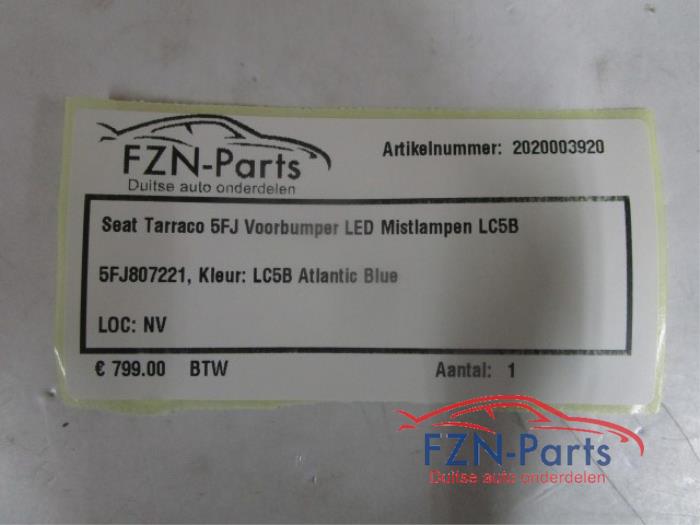 FZN-Parts
Duitse auto onderdelen
Artikelnummer: 2020003920
Seat Tarraco 5FJ Voorbumper LED Mistlampen LC5B
5FJ807221, Kleur: LC5B Atlantic Blue
LOC: NV
€ 799.00 BTW Aantal: 1
FZN-Parts
Duitse auto onderdelen